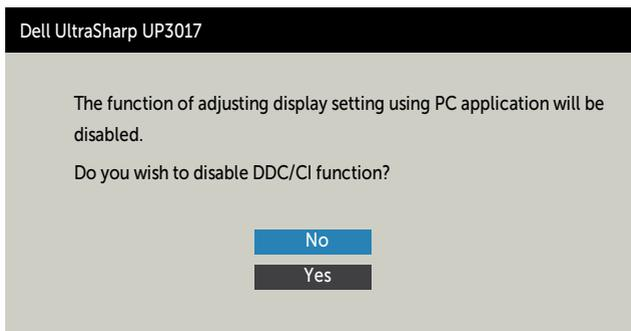 Dell UltraSharp UP3017
The function of adjusting display setting using PC application will be
disabled.
Do you wish to disable DDC/CI function?
No
Yes